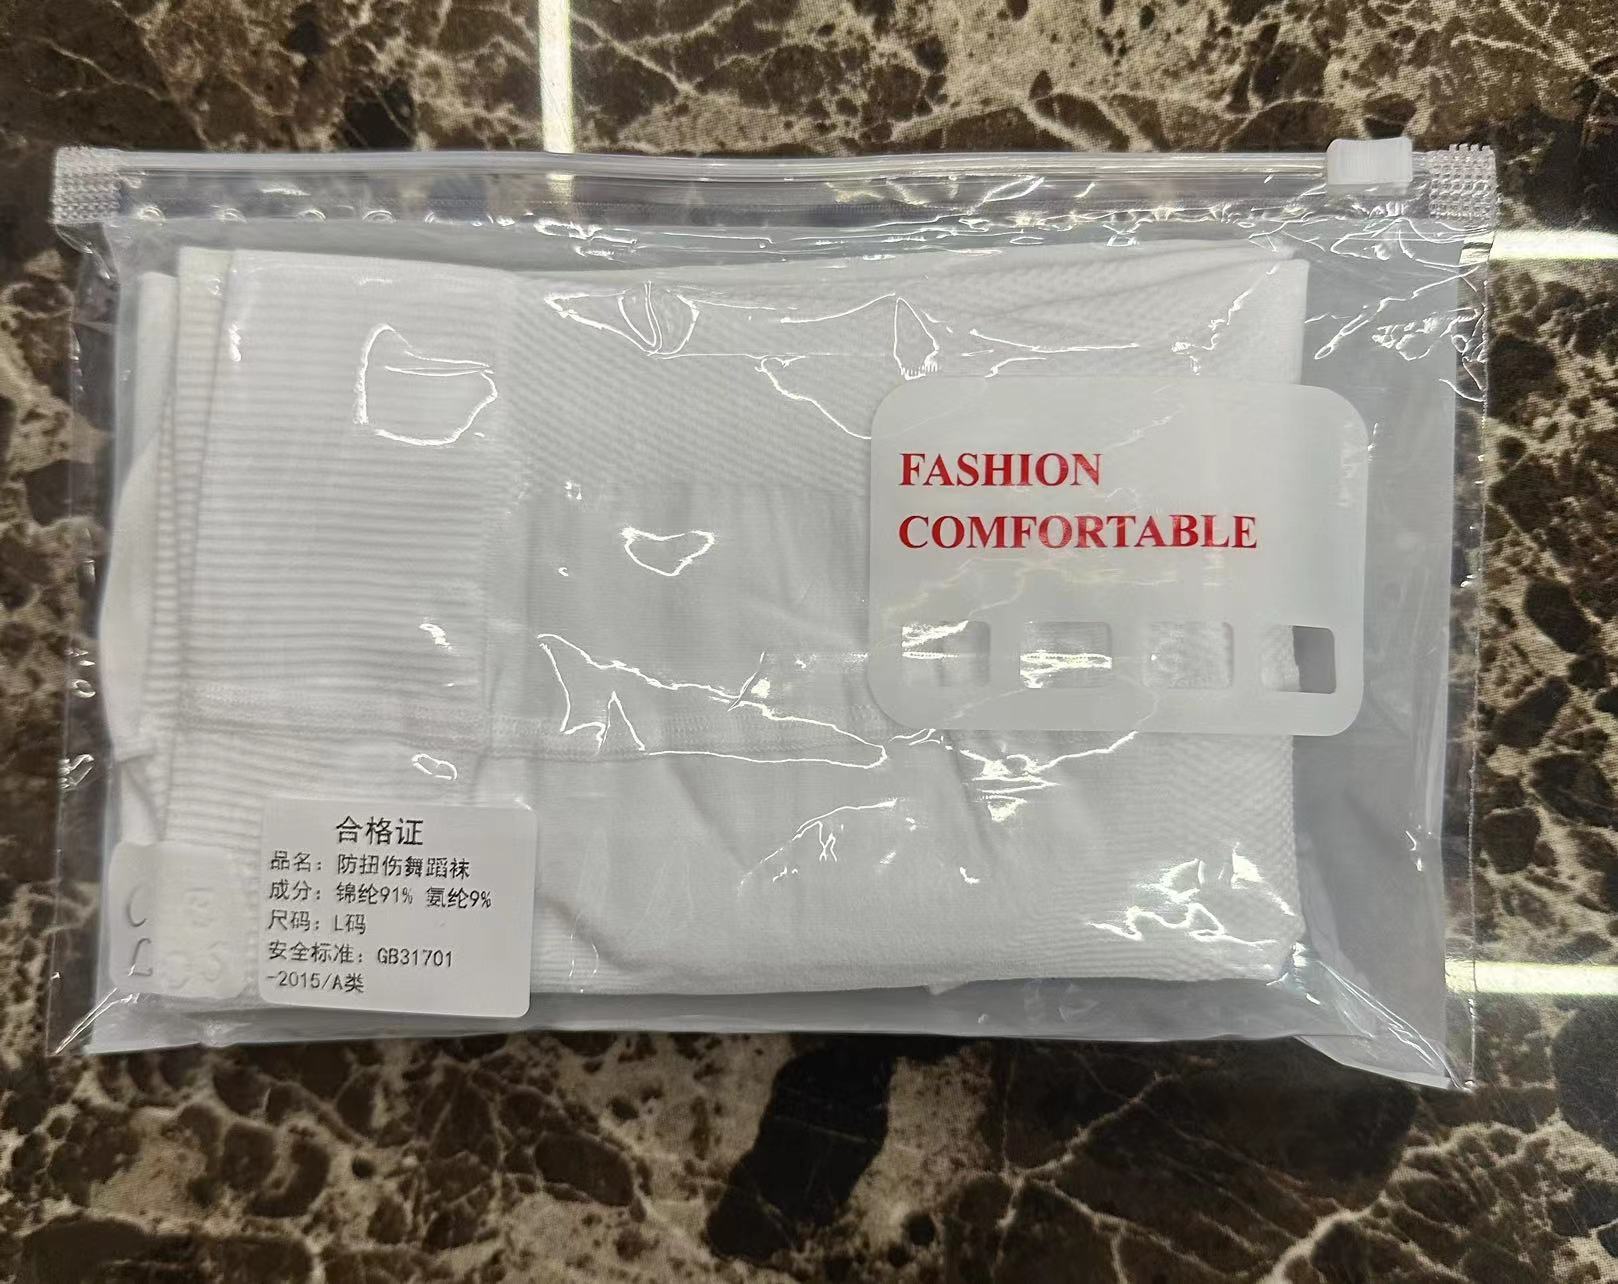 FASHION
COMFORTABLE
合格证
品名：防扭伤舞蹈袜
成分：锦纶91% 氨纶9%
尺码：L码
安全标准：GB31701
-2015/A类